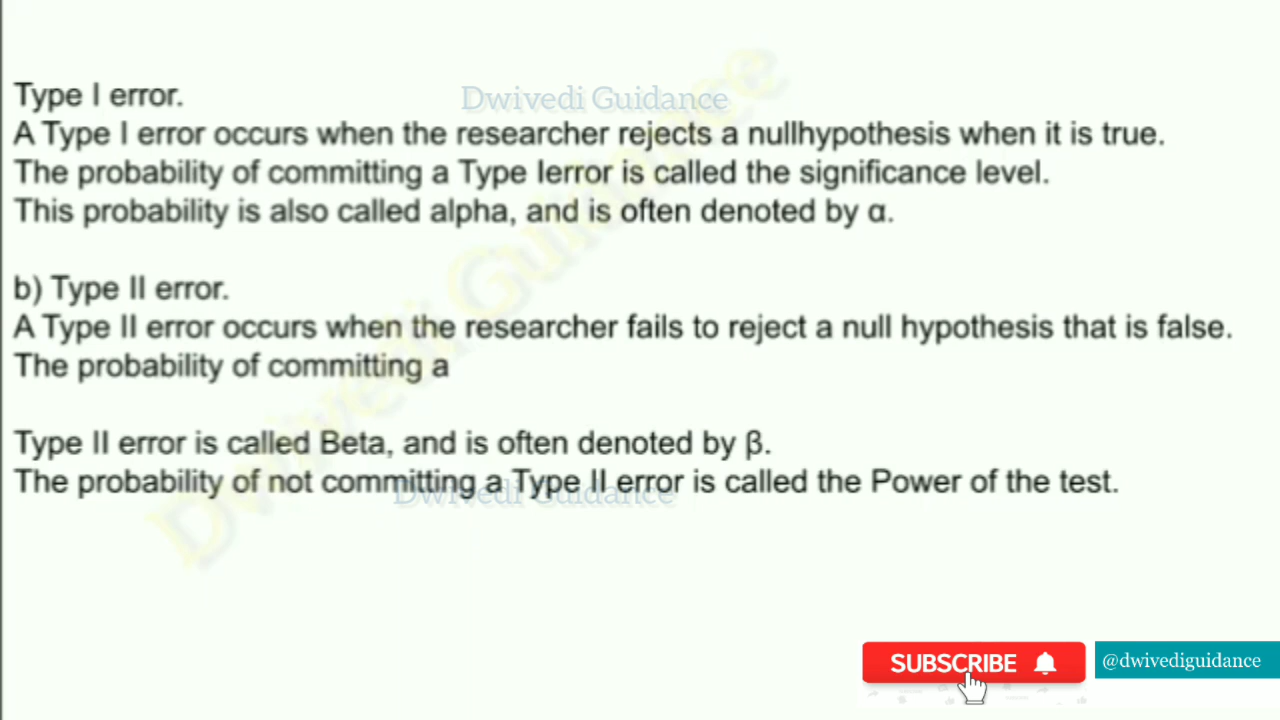 Dwivedi Guidance
Type I error.
A Type I error occurs when the researcher rejects a nullhypothesis when it is true.
The probability of committing a Type Ierror is called the significance level.
This probability is also called alpha, and is often denoted by α.
b) Type II error.
A Type II error occurs when the researcher fails to reject a null hypothesis that is false.
The probability of committing a
Type II error is called Beta, and is often denoted by β.
The probability of not committing a Type II error is called the Power of the test.
Dwivedi Guidance
Dwivedi Guidance
SUBSCRIBE
@dwivediguidance